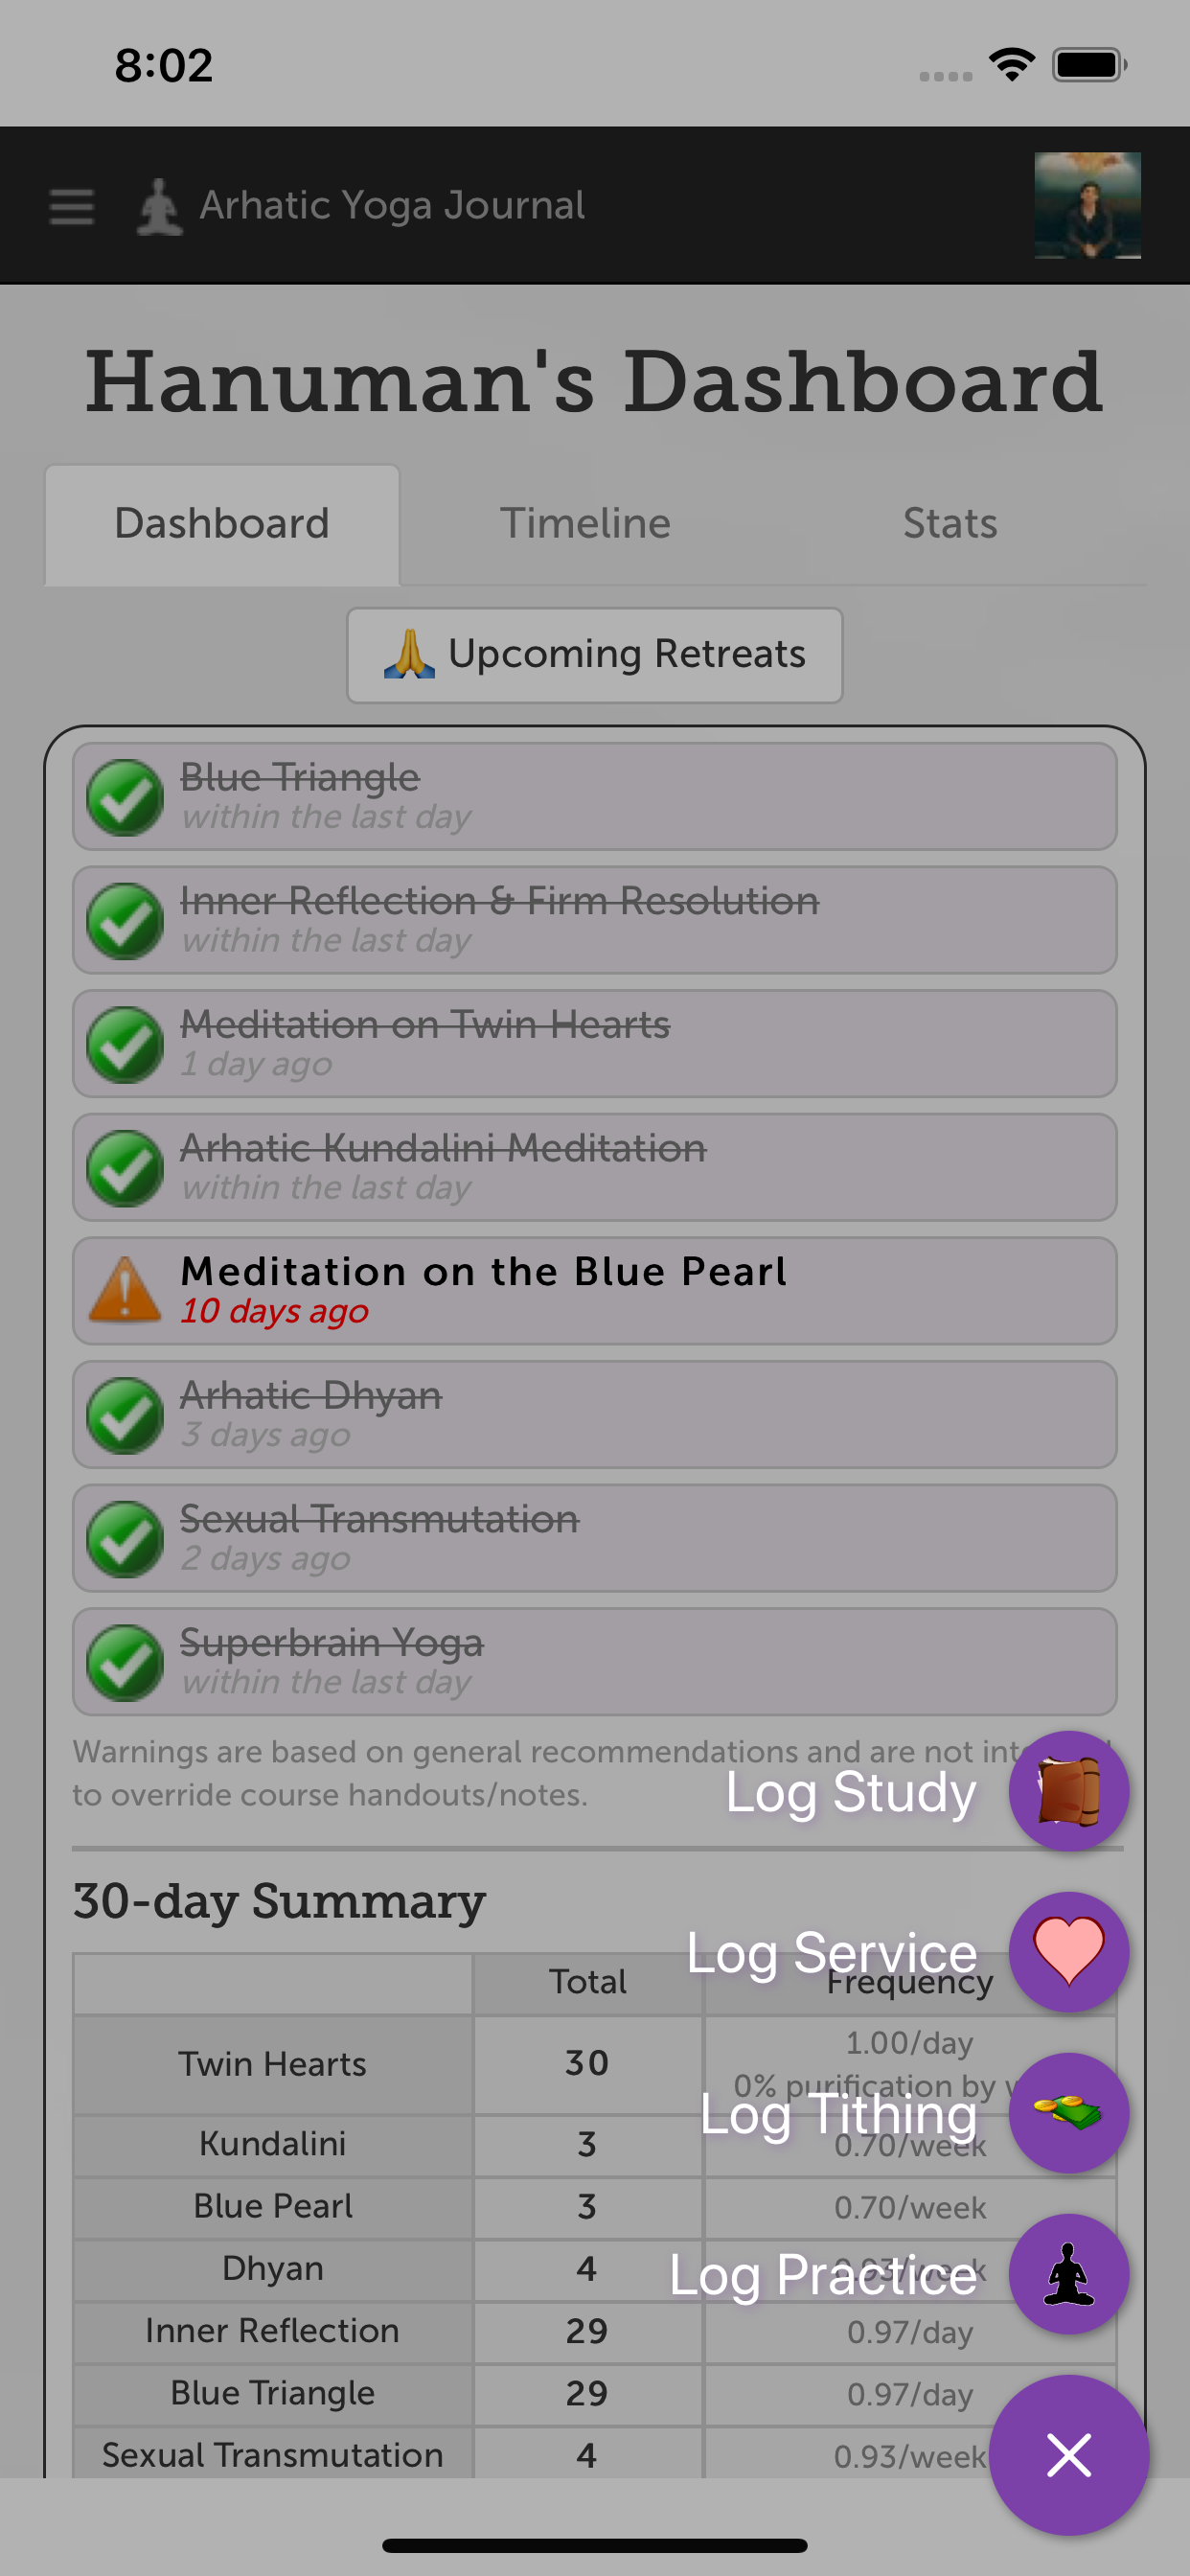 8:02
Arhatic Yoga Journal
Hanuman's Dashboard
Dashboard
Timeline
Stats
🙏 Upcoming Retreats
Blue Triangle
within the last day
Inner Reflection & Firm Resolution
within the last day
Meditation on Twin Hearts
1 day ago
Arhatic Kundalini Meditation
within the last day
Meditation on the Blue Pearl
10 days ago
Arhatic Dhyan
3 days ago
Sexual Transmutation
2 days ago
Superbrain Yoga
within the last day
Warnings are based on general recommendations and are not
to override course handouts/notes.
Log Study
30-day Summary
Log Service
Total Frequency
Twin Hearts 30 1.00/day
0% purification by
Log Tithing
Kundalini 3 0.70/week
Blue Pearl 3 0.70/week
Dhyan 4 0.93/week
Log Practice
Inner Reflection 29 0.97/day
Blue Triangle 29 0.97/day
Sexual Transmutation 4 0.93/week